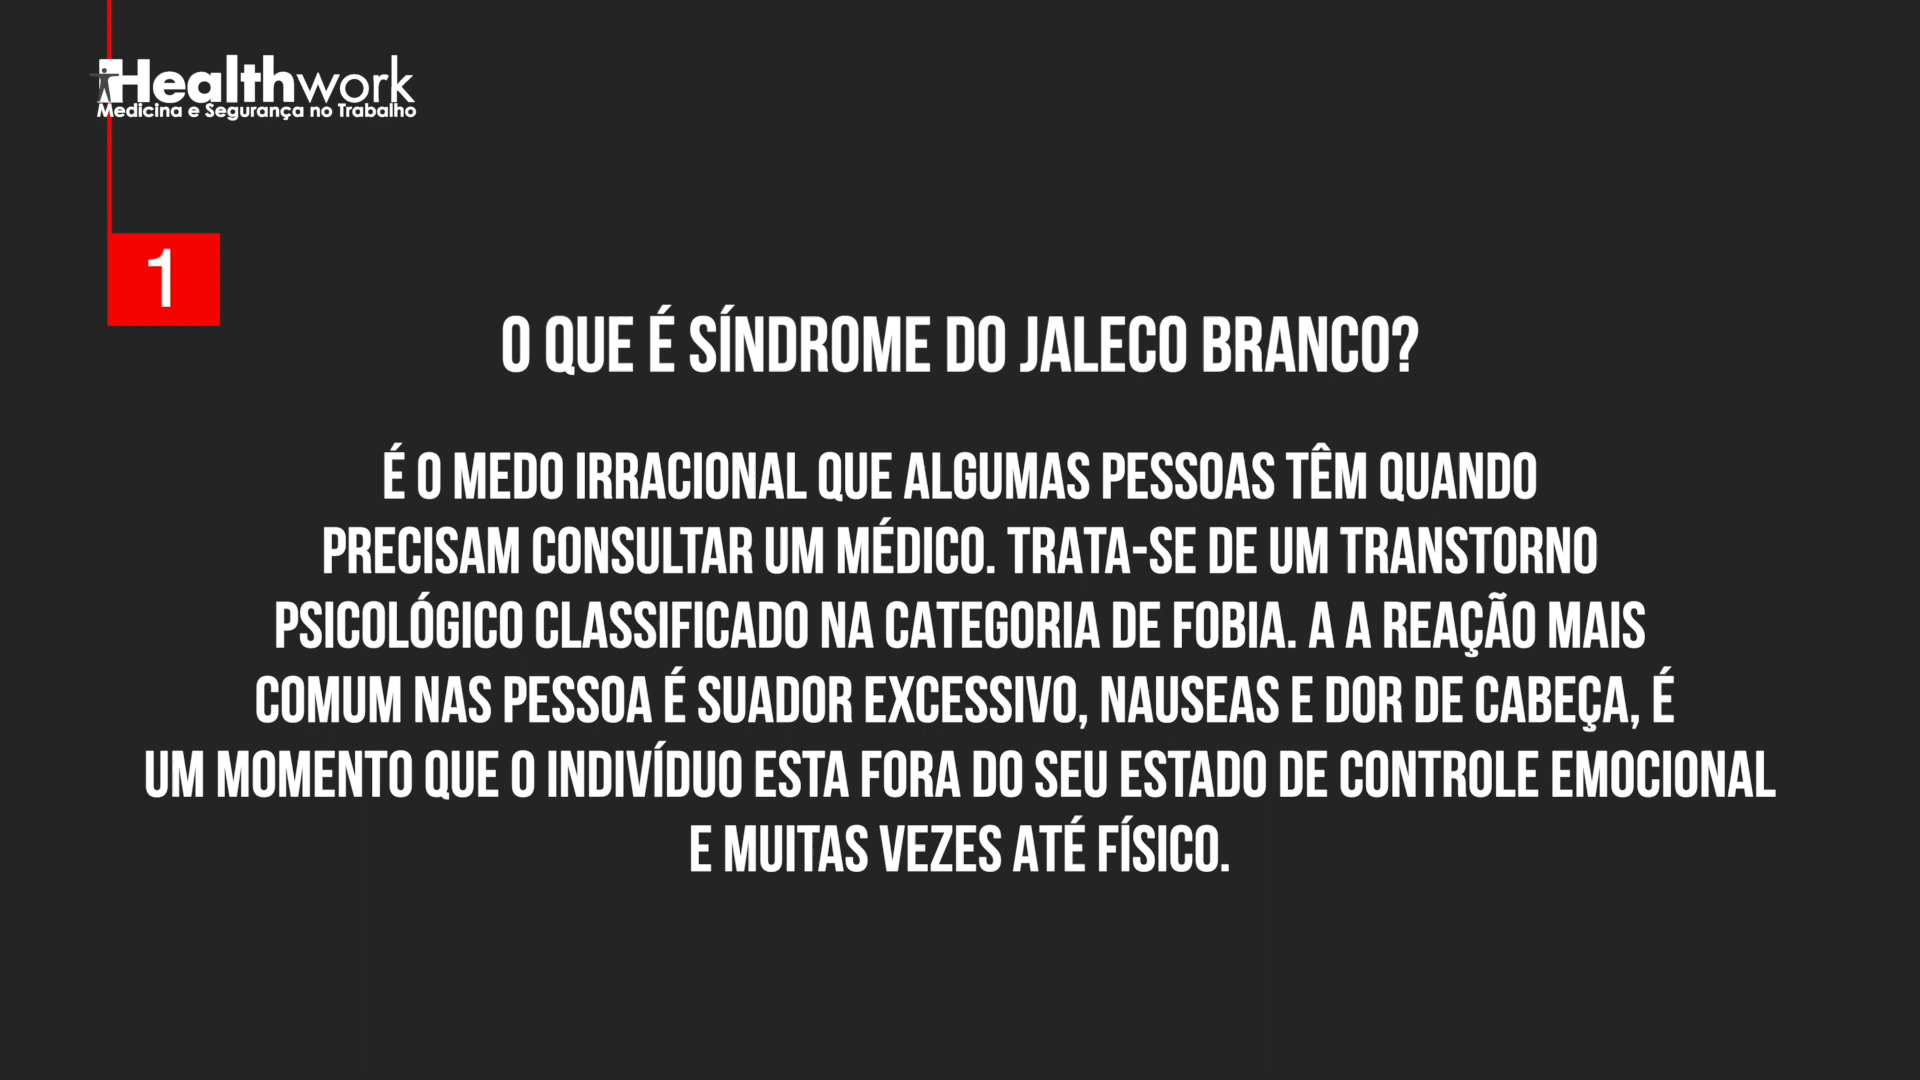 Healthwork
Medicina e Segurança no Trabalho
1
O QUE É SÍNDROME DO JALECO BRANCO?
É O MEDO IRRACIONAL QUE ALGUMAS PESSOAS TÊM QUANDO
PRECISAM CONSULTAR UM MÉDICO. TRATA-SE DE UM TRANSTORNO
PSICOLÓGICO CLASSIFICADO NA CATEGORIA DE FOBIA. A A REAÇÃO MAIS
COMUM NAS PESSOA É SUADOR EXCESSIVO, NAUSEAS E DOR DE CABEÇA, É
UM MOMENTO QUE O INDIVÍDUO ESTA FORA DO SEU ESTADO DE CONTROLE EMOCIONAL
E MUITAS VEZES ATÉ FÍSICO.